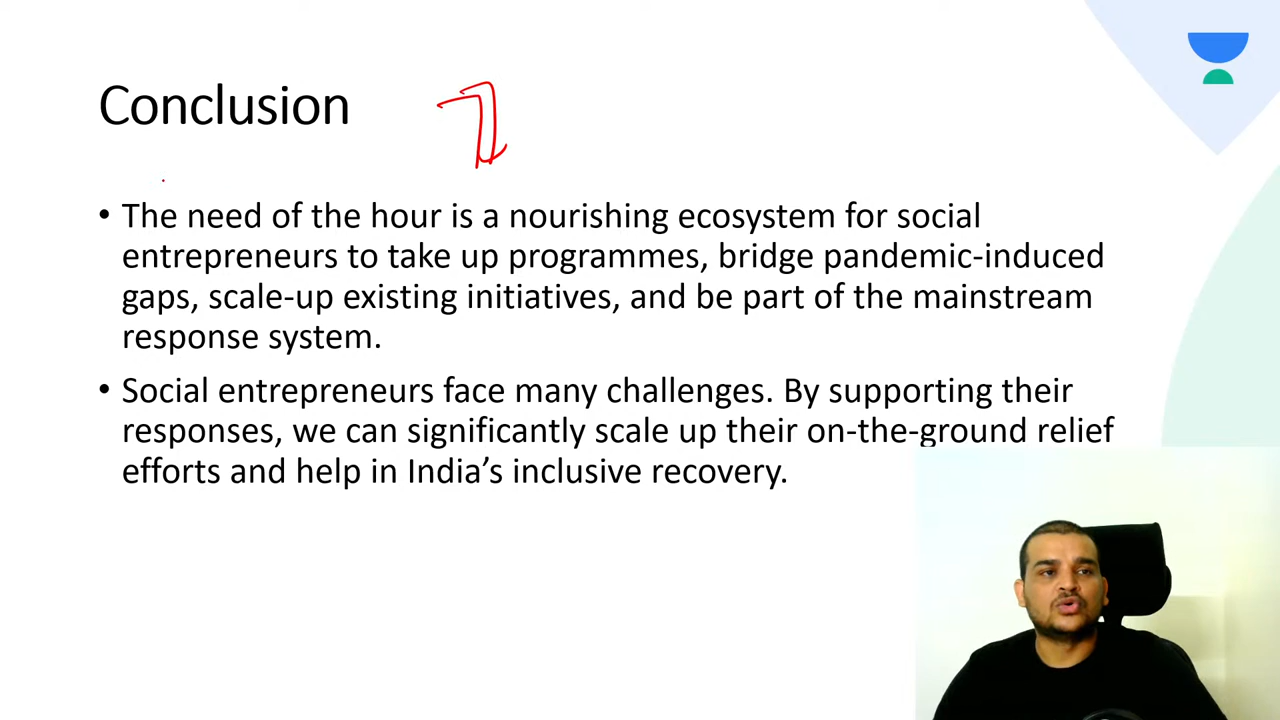 Conclusion
• The need of the hour is a nourishing ecosystem for social
entrepreneurs to take up programmes, bridge pandemic-induced
gaps, scale-up existing initiatives, and be part of the mainstream
response system.
• Social entrepreneurs face many challenges. By supporting their
responses, we can significantly scale up their on-the-ground relief
efforts and help in India’s inclusive recovery.